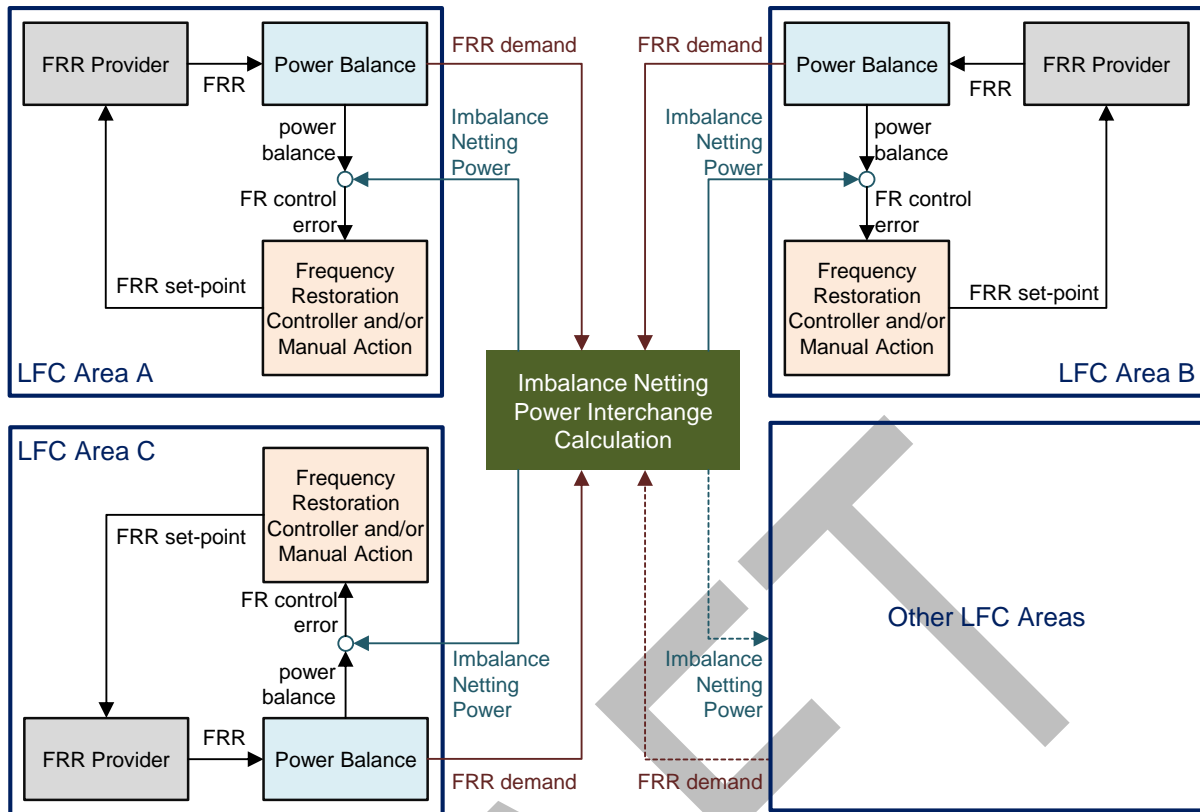 FRR Provider
FRR
Power Balance
FRR demand
power
balance
Imbalance
Netting
Power
FR control
error
FRR set-point
Frequency
Restoration
Controller and/or
Manual Action
LFC Area A
FRR demand
Power Balance
FRR
FRR Provider
Imbalance
Netting
Power
power
balance
FR control
error
Frequency
Restoration
Controller and/or
Manual Action
FRR set-point
LFC Area B
Imbalance Netting
Power Interchange
Calculation
LFC Area C
Frequency
Restoration
Controller and/or
Manual Action
FRR set-point
FR control
error
power
balance
Imbalance
Netting
Power
FRR Provider
FRR
Power Balance
FRR demand
Other LFC Areas
Imbalance
Netting
Power
FRR demand